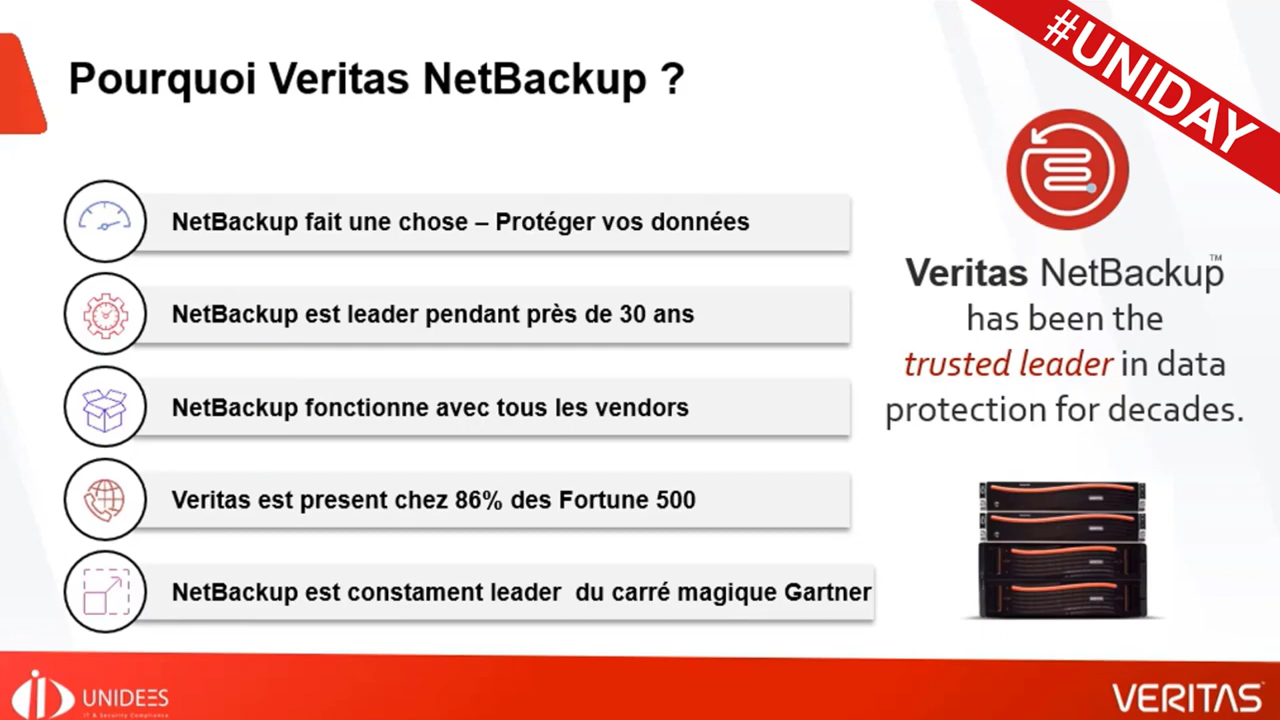 #UNIDAY
Pourquoi Veritas NetBackup ?
NetBackup fait une chose – Protéger vos données
NetBackup est leader pendant près de 30 ans
NetBackup fonctionne avec tous les vendors
Veritas est present chez 86% des Fortune 500
NetBackup est constament leader  du carré magique Gartner
Veritas NetBackup™
has been the
trusted leader in data
protection for decades.
UNIDEES
IT & Security Compliance
VERITAS